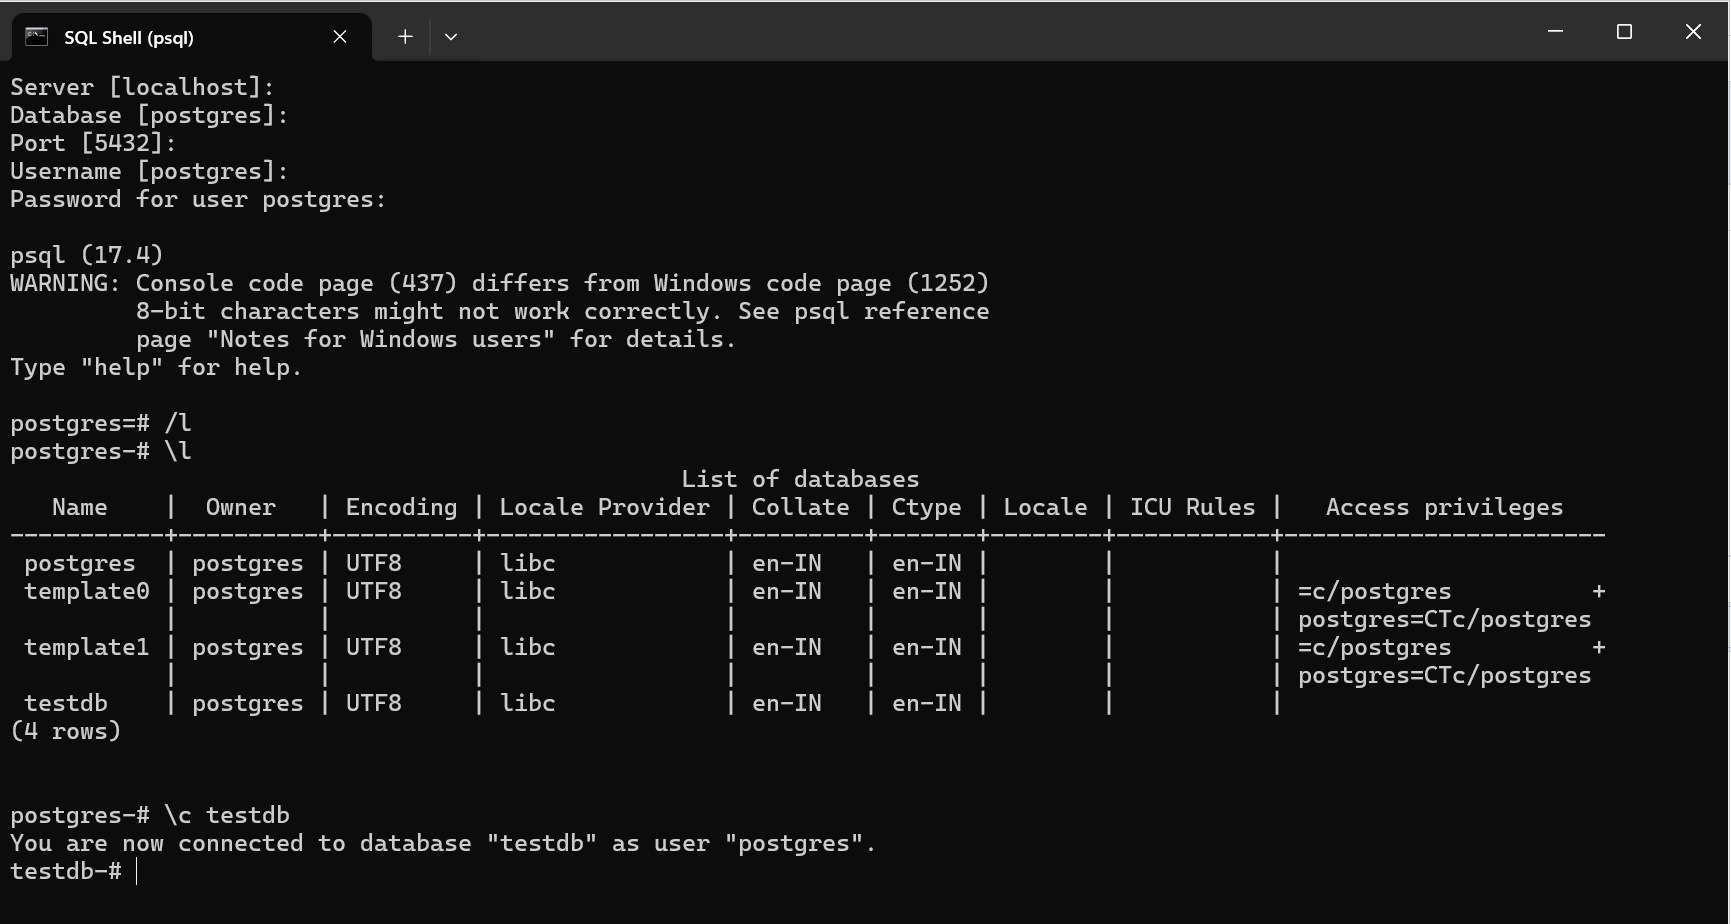 SQL Shell (psql)
Server [localhost]:
Database [postgres]:
Port [5432]:
Username [postgres]:
Password for user postgres:
psql (17.4)
WARNING: Console code page (437) differs from Windows code page (1252)
         8-bit characters might not work correctly. See psql reference
         page "Notes for Windows users" for details.
Type "help" for help.
postgres=# /l
postgres-# \l
                                                List of databases
   Name    |  Owner   | Encoding | Locale Provider | Collate | Ctype | Locale | ICU Rules |   Access privileges
-----------+----------+----------+-----------------+---------+-------+--------+-----------+-----------------------
 postgres  | postgres | UTF8     | libc            | en-IN   | en-IN |        |           |
 template0 | postgres | UTF8     | libc            | en-IN   | en-IN |        |           | =c/postgres          +
           |          |          |                 |         |       |        |           | postgres=CTc/postgres
 template1 | postgres | UTF8     | libc            | en-IN   | en-IN |        |           | =c/postgres          +
           |          |          |                 |         |       |        |           | postgres=CTc/postgres
 testdb    | postgres | UTF8     | libc            | en-IN   | en-IN |        |           |
(4 rows)
postgres-# \c testdb
You are now connected to database "testdb" as user "postgres".
testdb-#